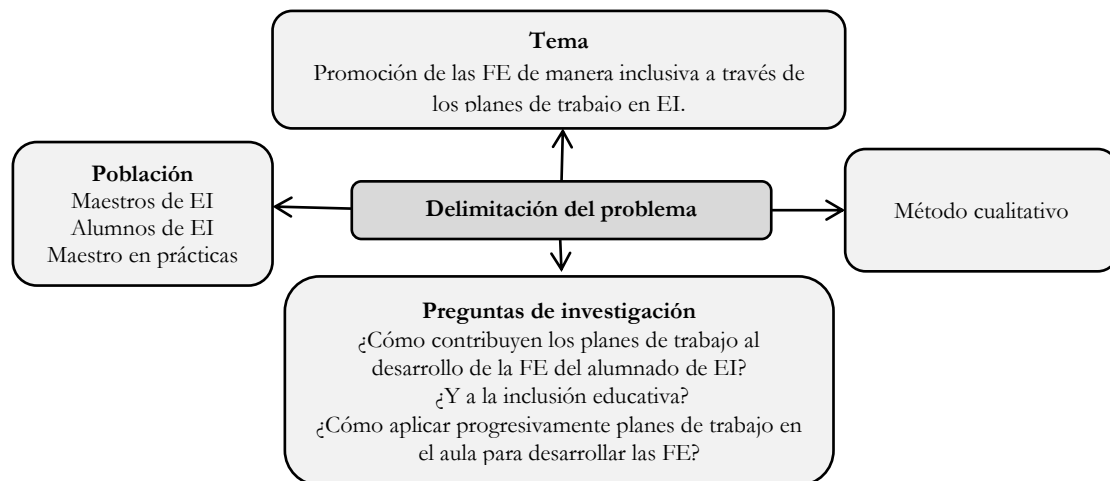 Tema
Promoción de las FE de manera inclusiva a través de
los planes de trabajo en EI.
Población
Maestros de EI
Alumnos de EI
Maestro en prácticas
Delimitación del problema
Método cualitativo
Preguntas de investigación
¿Cómo contribuyen los planes de trabajo al
desarrollo de la FE del alumnado de EI?
¿Y a la inclusión educativa?
¿Cómo aplicar progresivamente planes de trabajo en
el aula para desarrollar las FE?